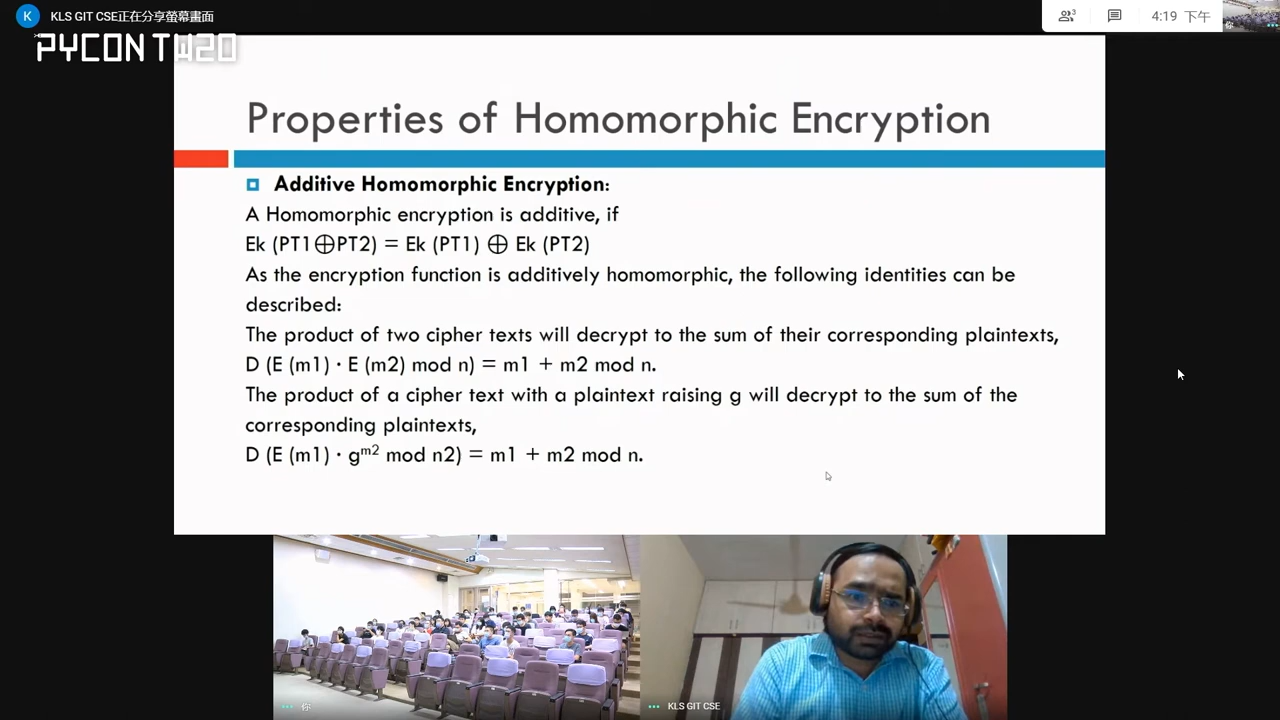 K KLS GIT CSE正在分享螢幕畫面
3 4:19 下午
PYCON TW20
你
Properties of Homomorphic Encryption
Additive Homomorphic Encryption:
A Homomorphic encryption is additive, if
Ek (PT1⊕PT2) = Ek (PT1) ⊕ Ek (PT2)
As the encryption function is additively homomorphic, the following identities can be
described:
The product of two cipher texts will decrypt to the sum of their corresponding plaintexts,
D (E (m1) · E (m2) mod n) = m1 + m2 mod n.
The product of a cipher text with a plaintext raising g will decrypt to the sum of the
corresponding plaintexts,
D (E (m1) · g^m2 mod n2) = m1 + m2 mod n.
你
KLS GIT CSE